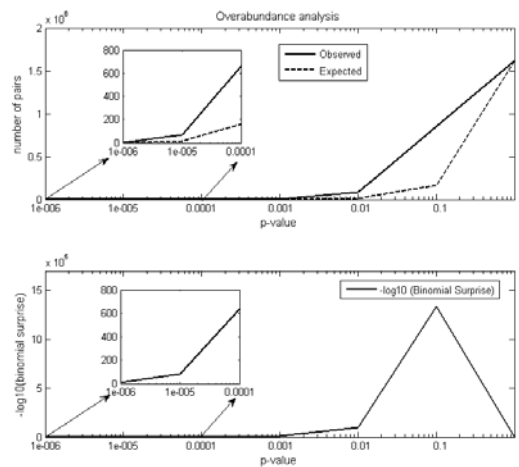 Overabundance analysis
x 10^6
2
1.5
1
0.5
0
number of pairs
Observed
Expected
800
600
400
200
0
1e-006 1e-005 0.0001
1e-006 1e-005 0.0001 0.001 0.01 0.1
p-value
x 10^6
15
10
5
0
-log10(binomial surprise)
-log10 (Binomial Surprise)
800
600
400
200
0
1e-006 1e-005 0.0001
1e-006 1e-005 0.0001 0.001 0.01 0.1
p-value